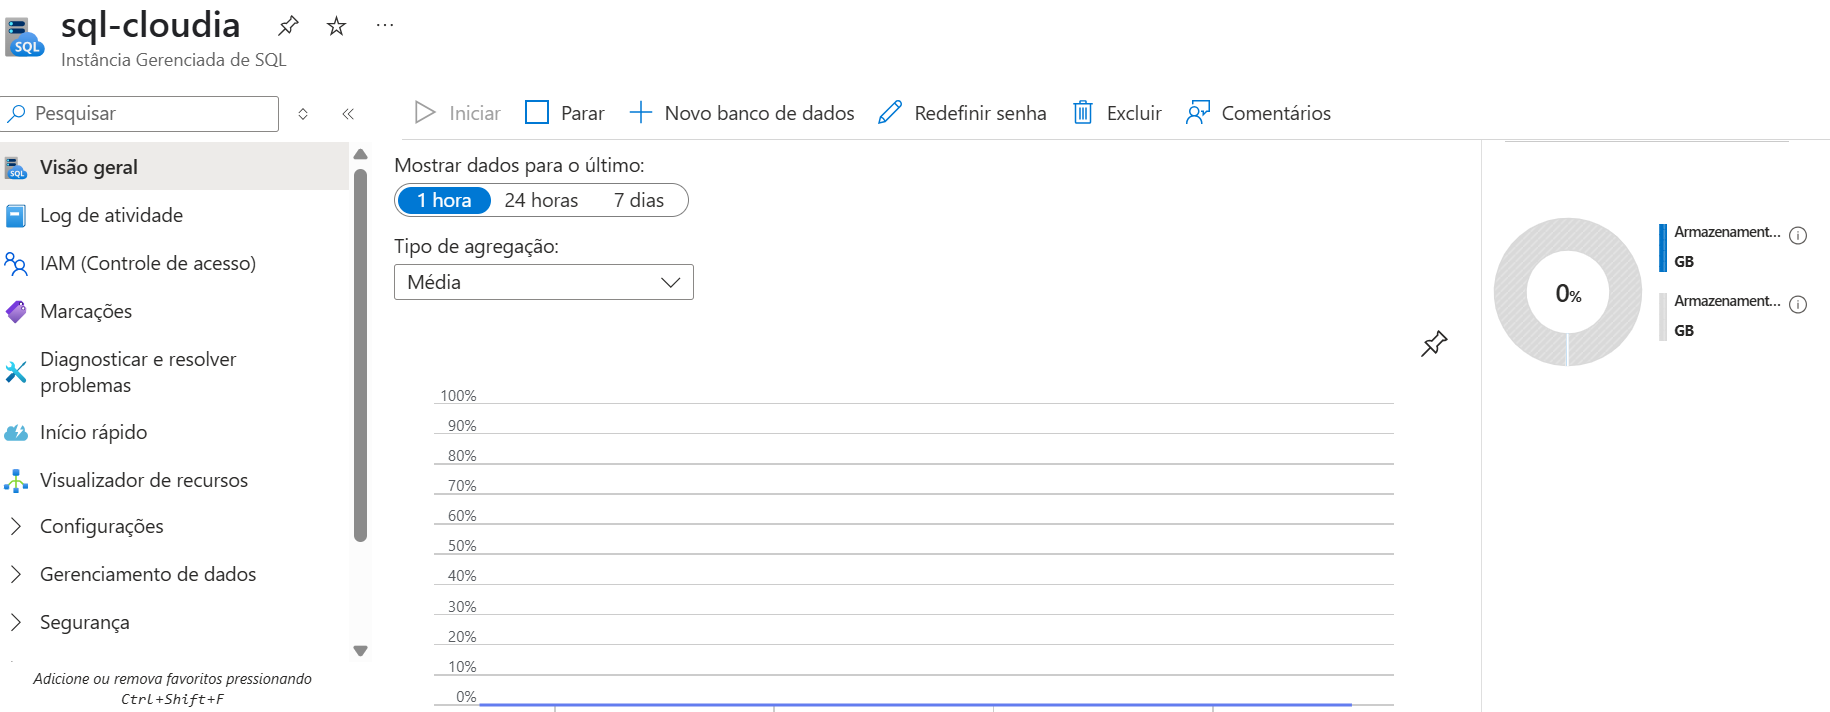 sql-cloudia
Instância Gerenciada de SQL
Pesquisar
Iniciar
Parar
Novo banco de dados
Redefinir senha
Excluir
Comentários
Visão geral
Log de atividade
IAM (Controle de acesso)
Marcações
Diagnosticar e resolver
problemas
Início rápido
Visualizador de recursos
Configurações
Gerenciamento de dados
Segurança
Adicione ou remova favoritos pressionando
Ctrl+Shift+F
Mostrar dados para o último:
1 hora
24 horas
7 dias
Tipo de agregação:
Média
100%
90%
80%
70%
60%
50%
40%
30%
20%
10%
0%
0%
Armazenament...
GB
Armazenament...
GB